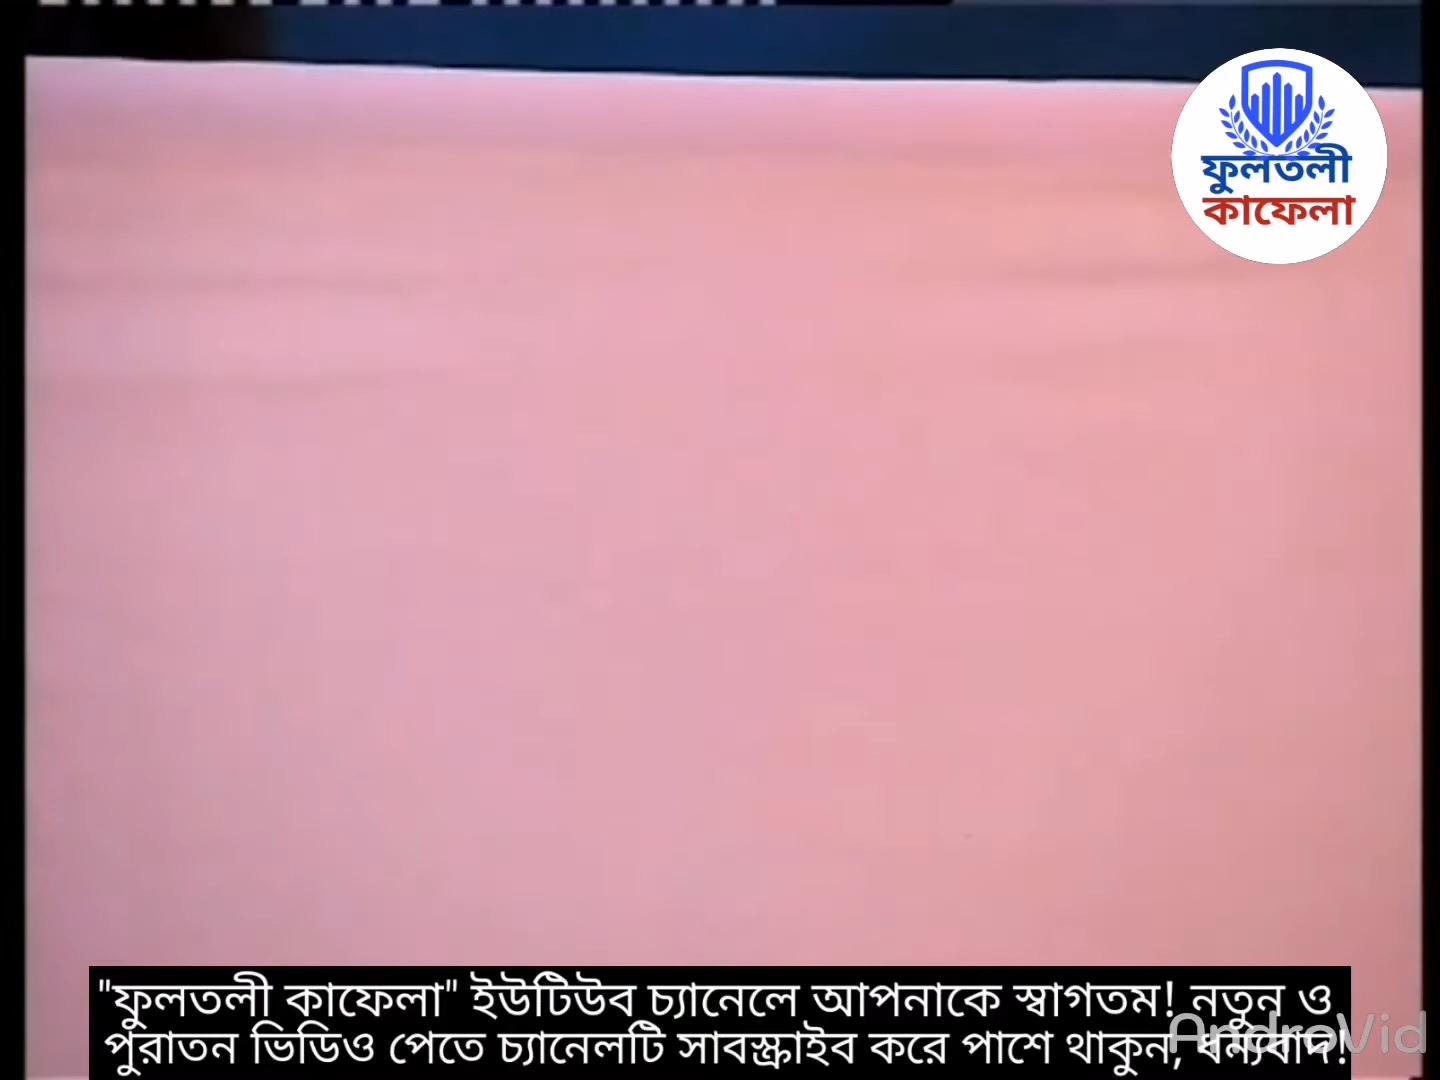 ফুলতলী
কাফেলা
"ফুলতলী কাফেলা" ইউটিউব চ্যানেলে আপনাকে স্বাগতম! নতুন ও
পুরাতন ভিডিও পেতে চ্যানেলটি সাবস্ক্রাইব করে পাশে থাকুন, ধন্যবাদ!
AndroVid